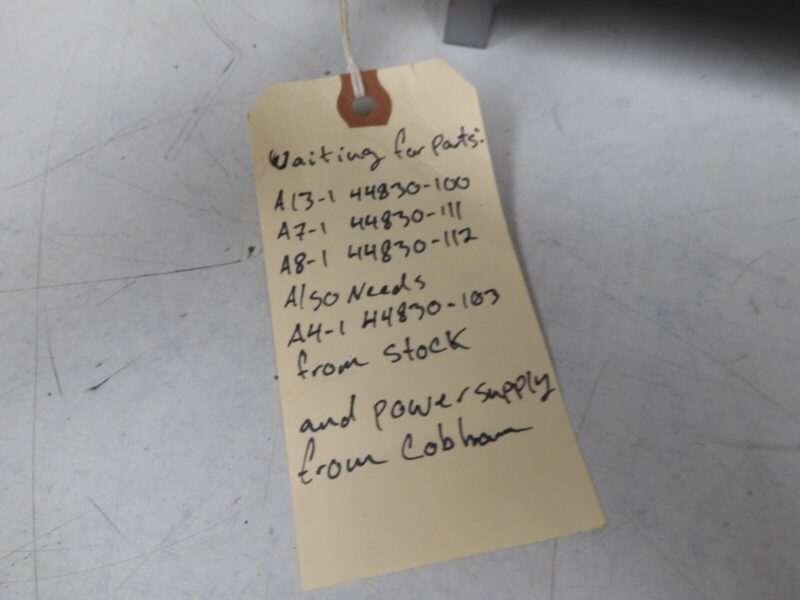 Waiting for parts:
A13-1 44830-100
A7-1 44830-111
A8-1 44830-112
Also Needs
A4-1 44830-103
from stock
and power supply
from Cobham